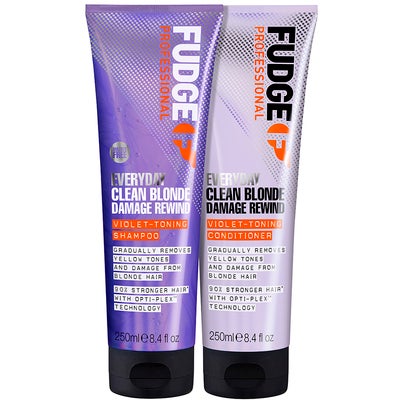 FUDGE
PROFESSIONAL
EVERYDAY
CLEAN BLONDE
DAMAGE REWIND
VIOLET-TONING
SHAMPOO
GRADUALLY REMOVES
YELLOW TONES
AND DAMAGE FROM
BLONDE HAIR
90X STRONGER HAIR*
WITH OPTI-PLEX™
TECHNOLOGY
250ml℮8.4 fl oz
FUDGE
PROFESSIONAL
EVERYDAY
CLEAN BLONDE
DAMAGE REWIND
VIOLET-TONING
CONDITIONER
GRADUALLY REMOVES
YELLOW TONES
AND DAMAGE FROM
BLONDE HAIR
90X STRONGER HAIR*
WITH OPTI-PLEX™
TECHNOLOGY
250ml℮8.4 fl oz